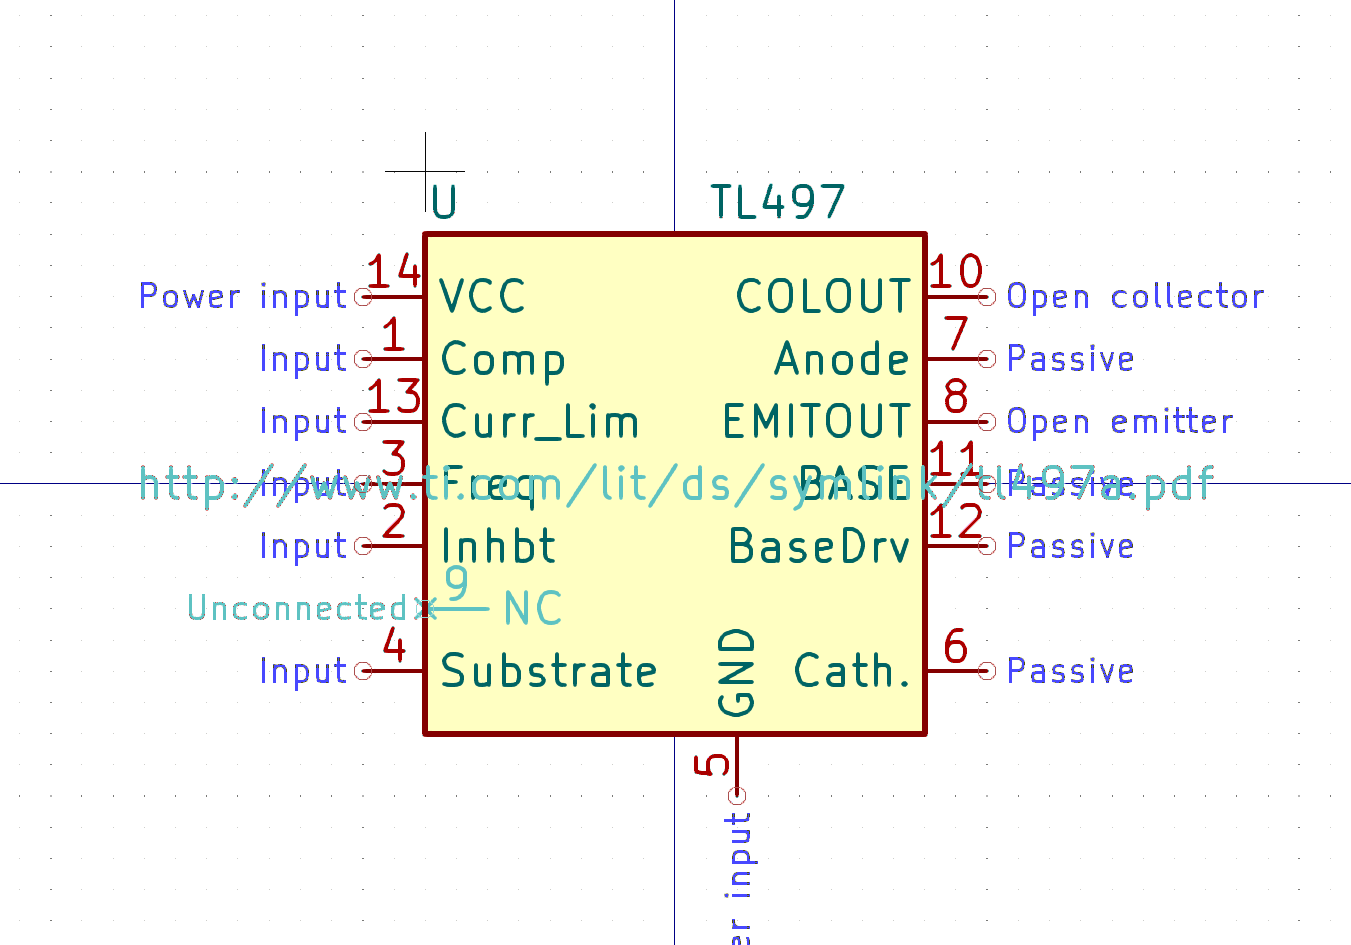 U
TL497
Power input 14 VCC
COLOUT 10 Open collector
Input 1 Comp
Anode 7 Passive
Input 13 Curr_Lim
EMITOUT 8 Open emitter
Input 3 Freq
BASE 11 Passive
http://www.ti.com/lit/ds/symlink/tl497a.pdf
Input 2 Inhbt
BaseDrv 12 Passive
Unconnected 9 NC
Input 4 Substrate
Cath. 6 Passive
GND
5
er input